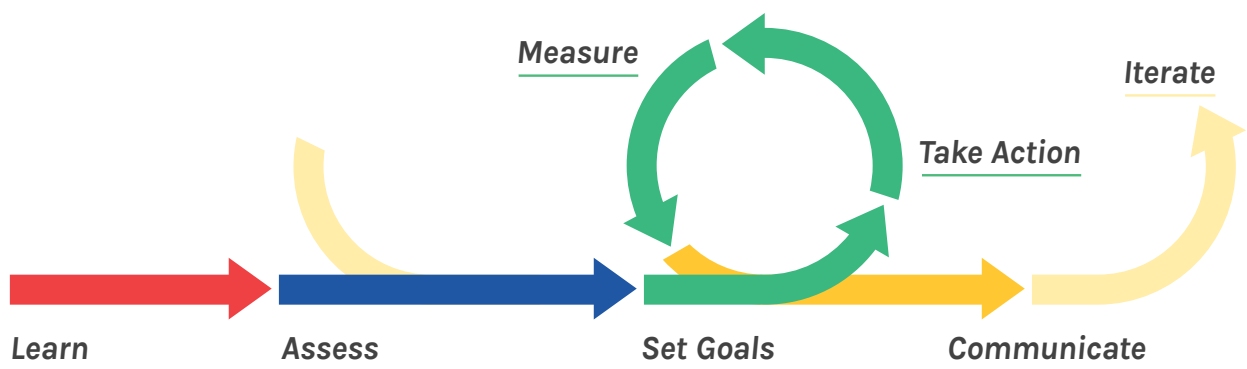 Measure
Iterate
Take Action
Learn
Assess
Set Goals
Communicate